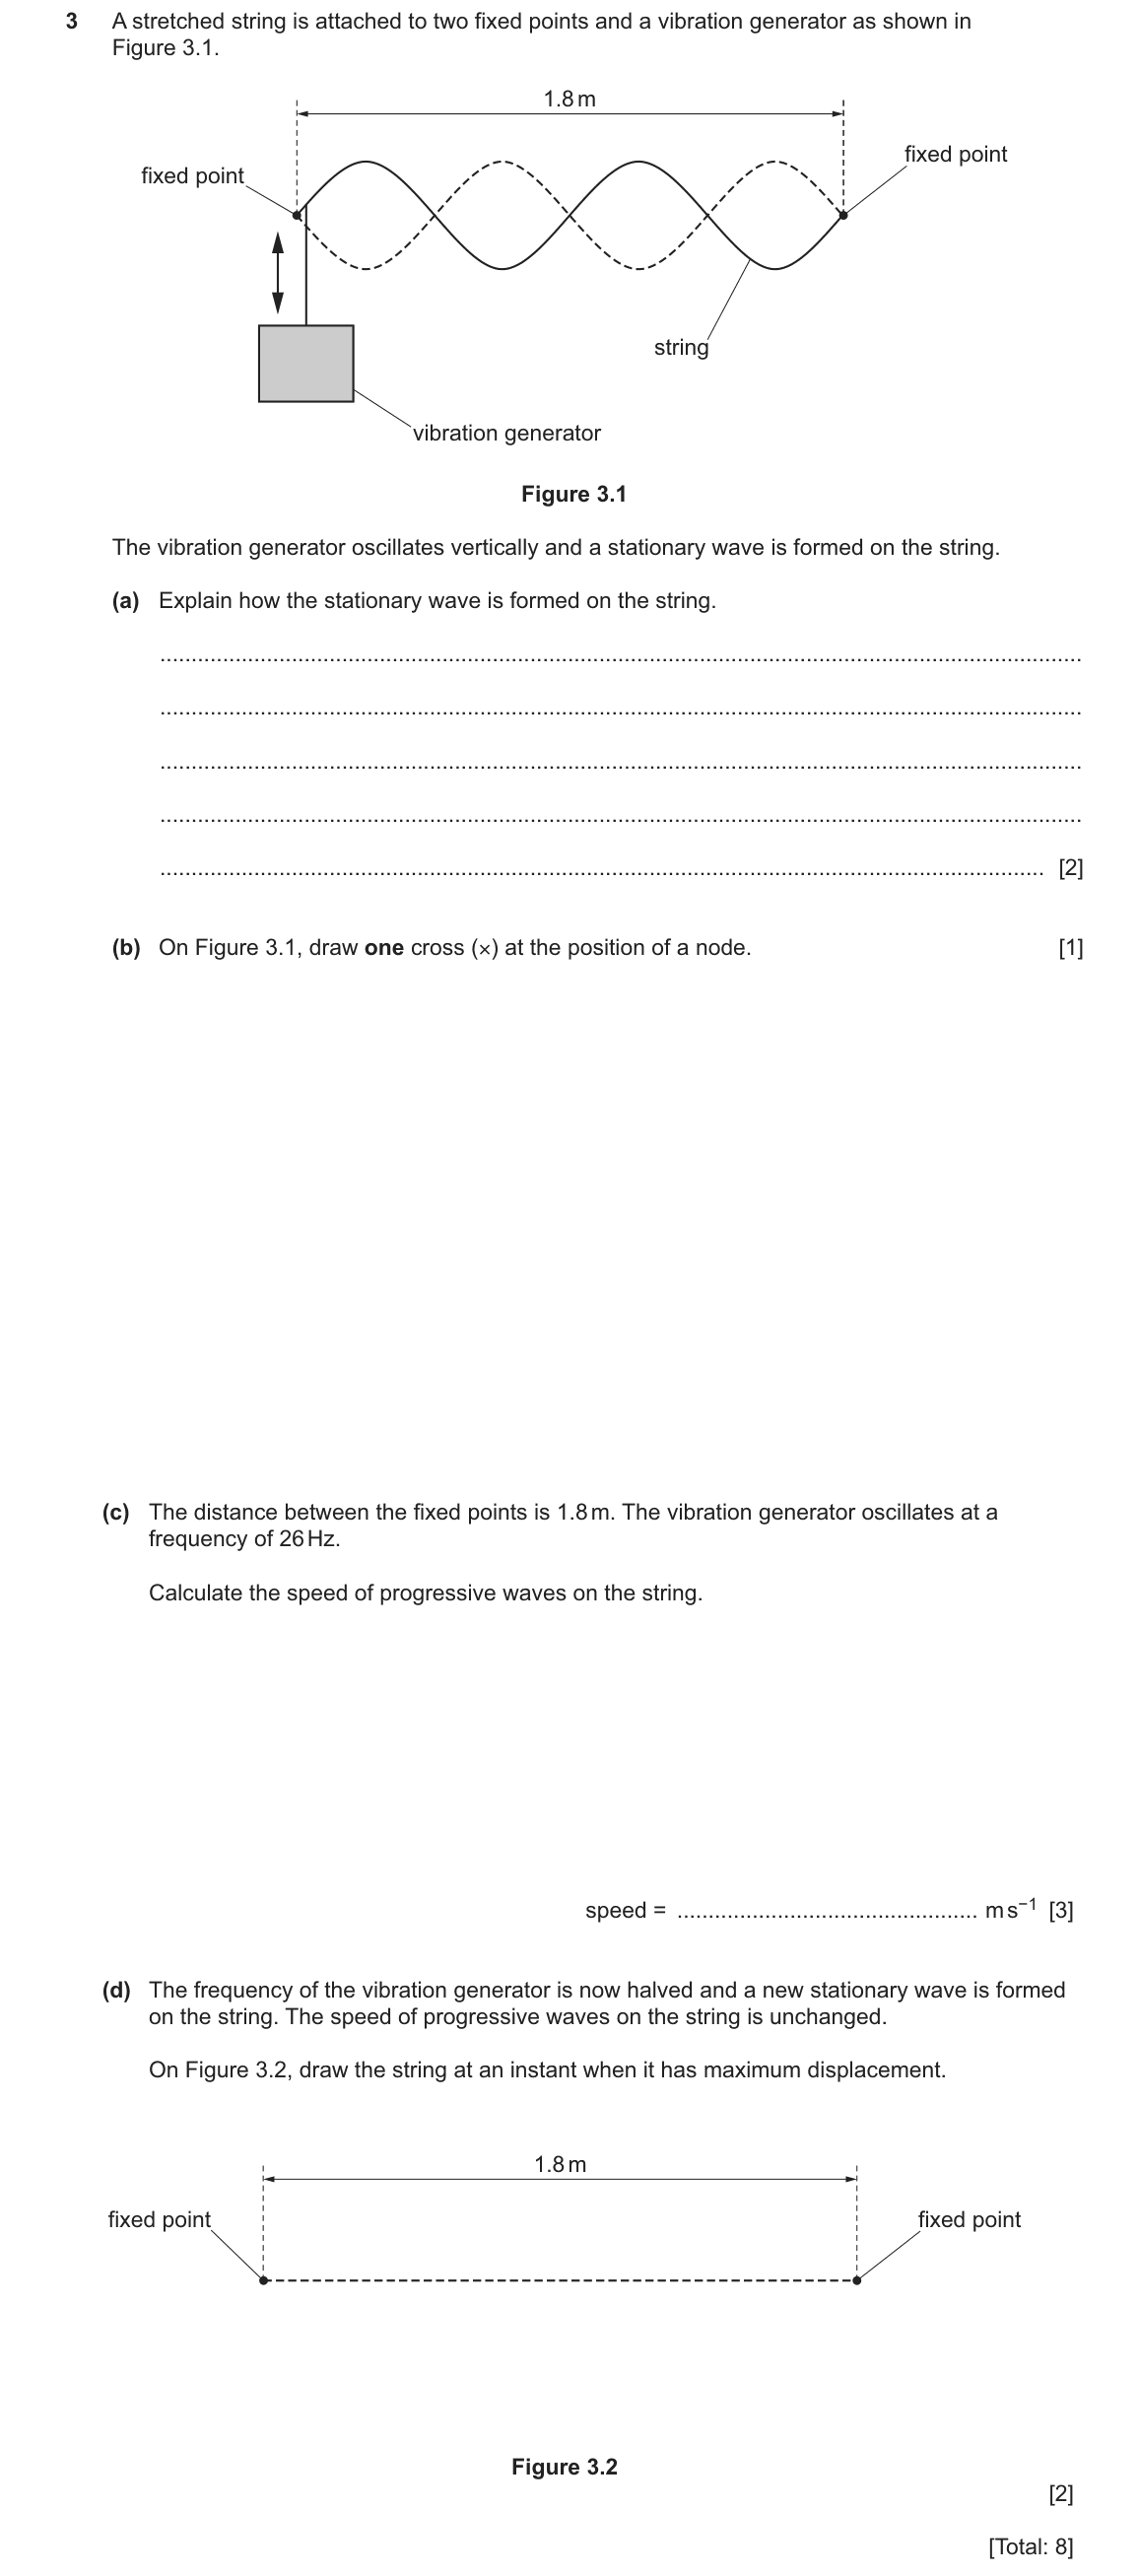 3 A stretched string is attached to two fixed points and a vibration generator as shown in
Figure 3.1.
1.8 m
fixed point
fixed point
string
vibration generator
Figure 3.1
The vibration generator oscillates vertically and a stationary wave is formed on the string.
(a) Explain how the stationary wave is formed on the string.
...................................................................................................................................................
...................................................................................................................................................
...................................................................................................................................................
...................................................................................................................................................
............................................................................................................................................. [2]
(b) On Figure 3.1, draw one cross (×) at the position of a node. [1]
(c) The distance between the fixed points is 1.8 m. The vibration generator oscillates at a
frequency of 26 Hz.
Calculate the speed of progressive waves on the string.
speed = ................................................ m s⁻¹ [3]
(d) The frequency of the vibration generator is now halved and a new stationary wave is formed
on the string. The speed of progressive waves on the string is unchanged.
On Figure 3.2, draw the string at an instant when it has maximum displacement.
1.8 m
fixed point
fixed point
Figure 3.2
[2]
[Total: 8]